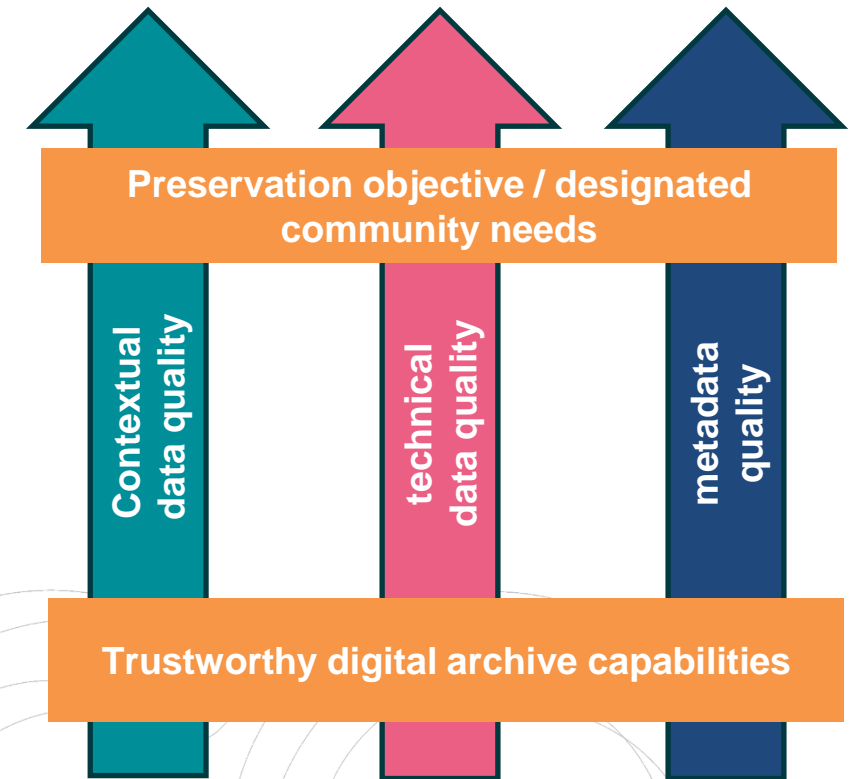 Preservation objective / designated
community needs
Contextual
data quality
technical
data quality
metadata
quality
Trustworthy digital archive capabilities